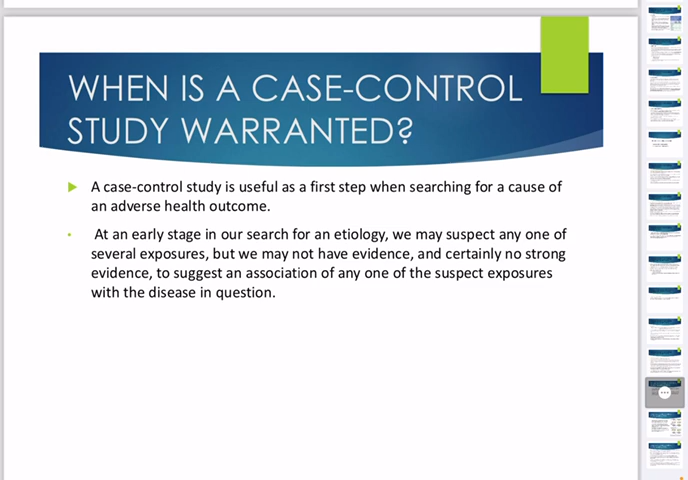 WHEN IS A CASE-CONTROL
STUDY WARRANTED?
A case-control study is useful as a first step when searching for a cause of
an adverse health outcome.
At an early stage in our search for an etiology, we may suspect any one of
several exposures, but we may not have evidence, and certainly no strong
evidence, to suggest an association of any one of the suspect exposures
with the disease in question.